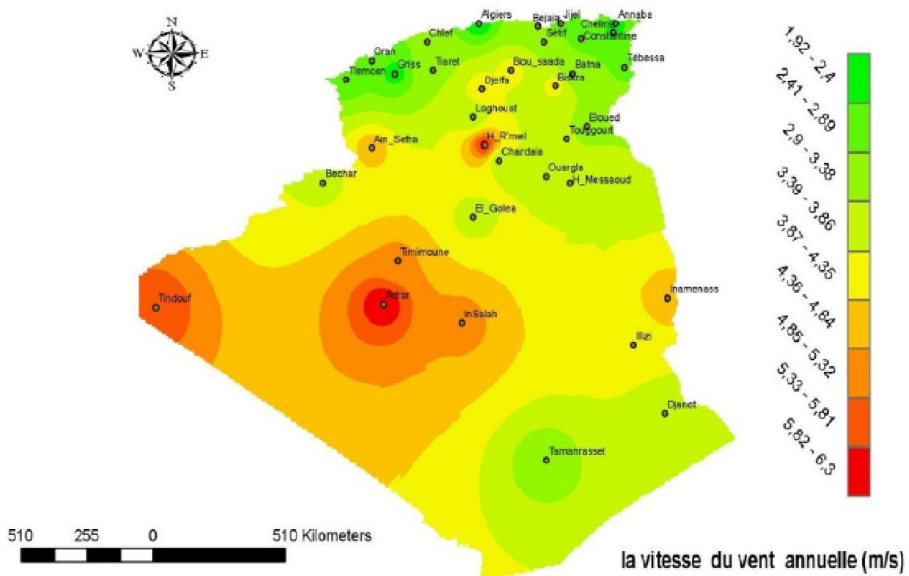 N
W E
S
Algiers
Bejaia
Jijel
Annaba
Chlef
Setif
Constantine
Oran
Tlemcen
Griss
Tiaret
Bou_saada
Batna
Tébessa
Djelfa
Biskra
Laghouat
Eloued
Touggourt
Ain_Sefra
H_R'mel
Ghardaia
Bechar
Ouargla
H_Messaoud
El_Golea
Timimoune
Tindouf
Adrar
InSalah
Inamenass
Illizi
Djanet
Tamanrasset
1,92 - 2,4
2,41 - 2,89
2,9 - 3,38
3,39 - 3,86
3,87 - 4,35
4,36 - 4,84
4,85 - 5,32
5,33 - 5,81
5,82 - 6,3
510 255 0 510 Kilometers
la vitesse du vent annuelle (m/s)